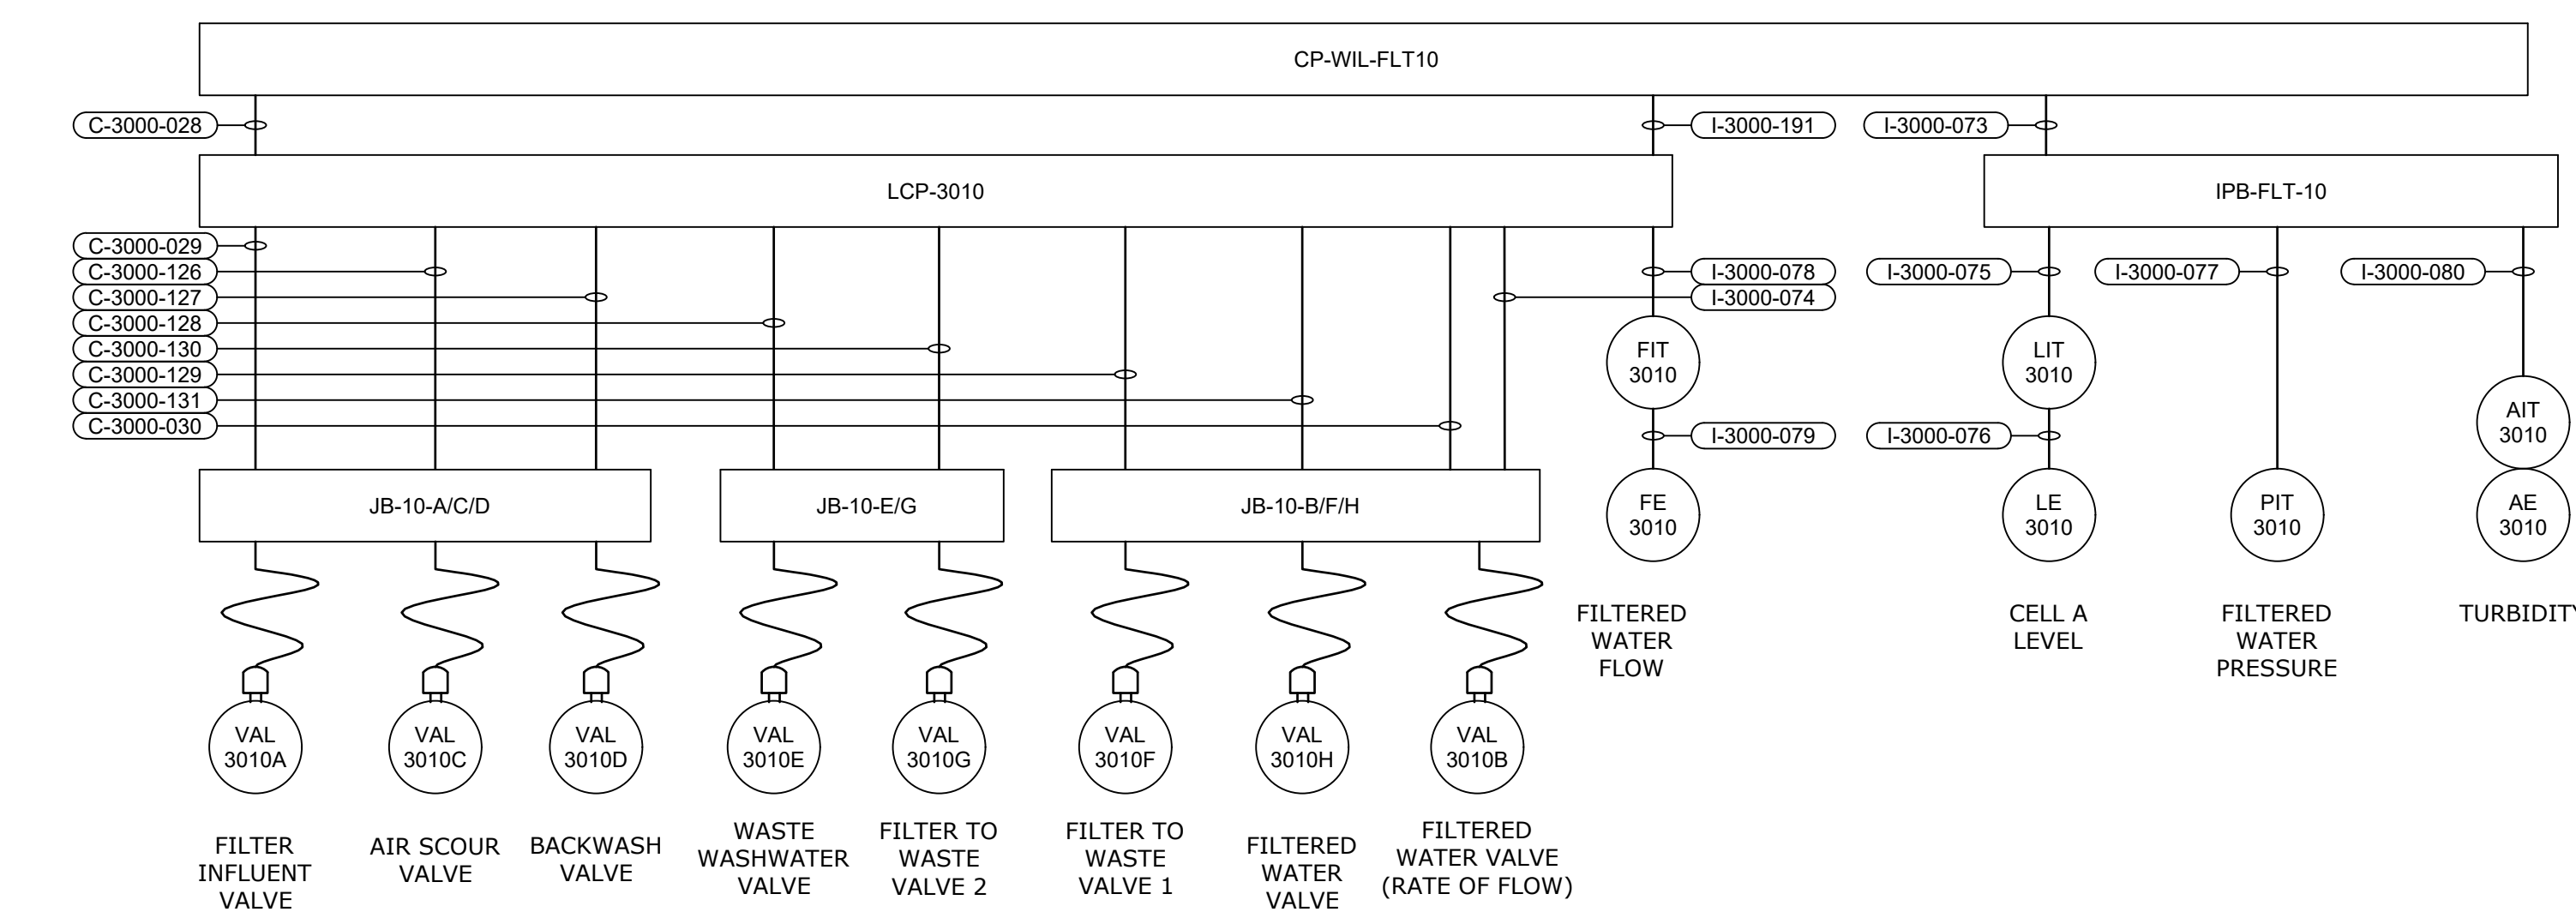 CP-WIL-FLT10
C-3000-028
I-3000-191
I-3000-073
LCP-3010
IPB-FLT-10
C-3000-029
C-3000-126
C-3000-127
C-3000-128
C-3000-130
C-3000-129
C-3000-131
C-3000-030
I-3000-078
I-3000-074
I-3000-075
I-3000-077
I-3000-080
FIT
3010
LIT
3010
AIT
3010
I-3000-079
I-3000-076
JB-10-A/C/D
JB-10-E/G
JB-10-B/F/H
FE
3010
LE
3010
PIT
3010
AE
3010
FILTERED
WATER
FLOW
CELL A
LEVEL
FILTERED
WATER
PRESSURE
TURBIDITY
VAL
3010A
VAL
3010C
VAL
3010D
VAL
3010E
VAL
3010G
VAL
3010F
VAL
3010H
VAL
3010B
FILTER
INFLUENT
VALVE
AIR SCOUR
VALVE
BACKWASH
VALVE
WASTE
WASHWATER
VALVE
FILTER TO
WASTE
VALVE 2
FILTER TO
WASTE
VALVE 1
FILTERED
WATER
VALVE
FILTERED
WATER VALVE
(RATE OF FLOW)